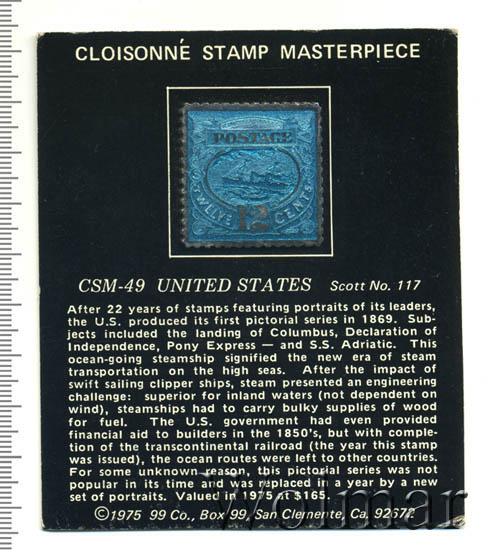 CLOISONNÉ STAMP MASTERPIECE
POSTAGE
TWELVE 12 CENTS
CSM-49 UNITED STATES Scott No. 117
After 22 years of stamps featuring portraits of its leaders,
the U.S. produced its first pictorial series in 1869. Sub-
jects included the landing of Columbus, Declaration of
Independence, Pony Express — and S.S. Adriatic. This
ocean-going steamship signified the new era of steam
transportation on the high seas. After the impact of
swift sailing clipper ships, steam presented an engineering
challenge: superior for inland waters (not dependent on
wind), steamships had to carry bulky supplies of wood
for fuel. The U.S. government had even provided
financial aid to builders in the 1850's, but with comple-
tion of the transcontinental railroad (the year this stamp
was issued), the ocean routes were left to other countries.
For some unknown reason, this pictorial series was not
popular in its time and was replaced in a year by a new
set of portraits. Valued in 1975 at $165.
©1975 99 Co., Box 99, San Clemente, Ca. 92672
Wolmar